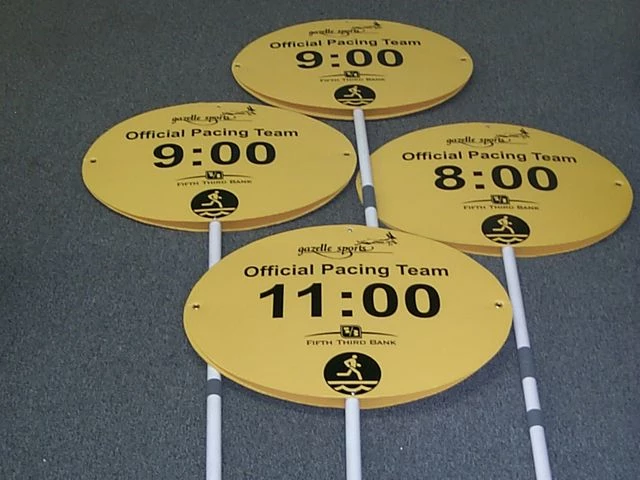 gazelle sports
Official Pacing Team
9:00
FIFTH THIRD BANK
gazelle sports
Official Pacing Team
9:00
FIFTH THIRD BANK
gazelle sports
Official Pacing Team
8:00
FIFTH THIRD BANK
gazelle sports
Official Pacing Team
11:00
5/3
FIFTH THIRD BANK